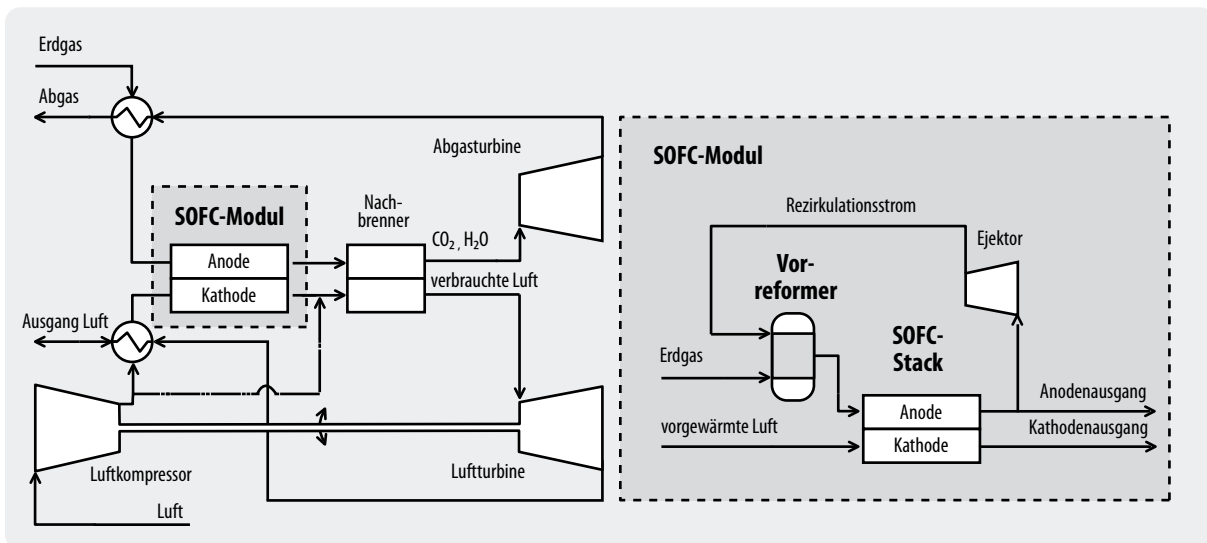 Erdgas
Abgas
SOFC-Modul
Anode
Kathode
Nach-
brenner
CO₂ , H₂O
verbrauchte Luft
Abgasturbine
Ausgang Luft
Luftkompressor
Luft
Luftturbine
SOFC-Modul
Rezirkulationsstrom
Ejektor
Vor-
reformer
SOFC-
Stack
Erdgas
vorgewärmte Luft
Anode
Kathode
Anodenausgang
Kathodenausgang